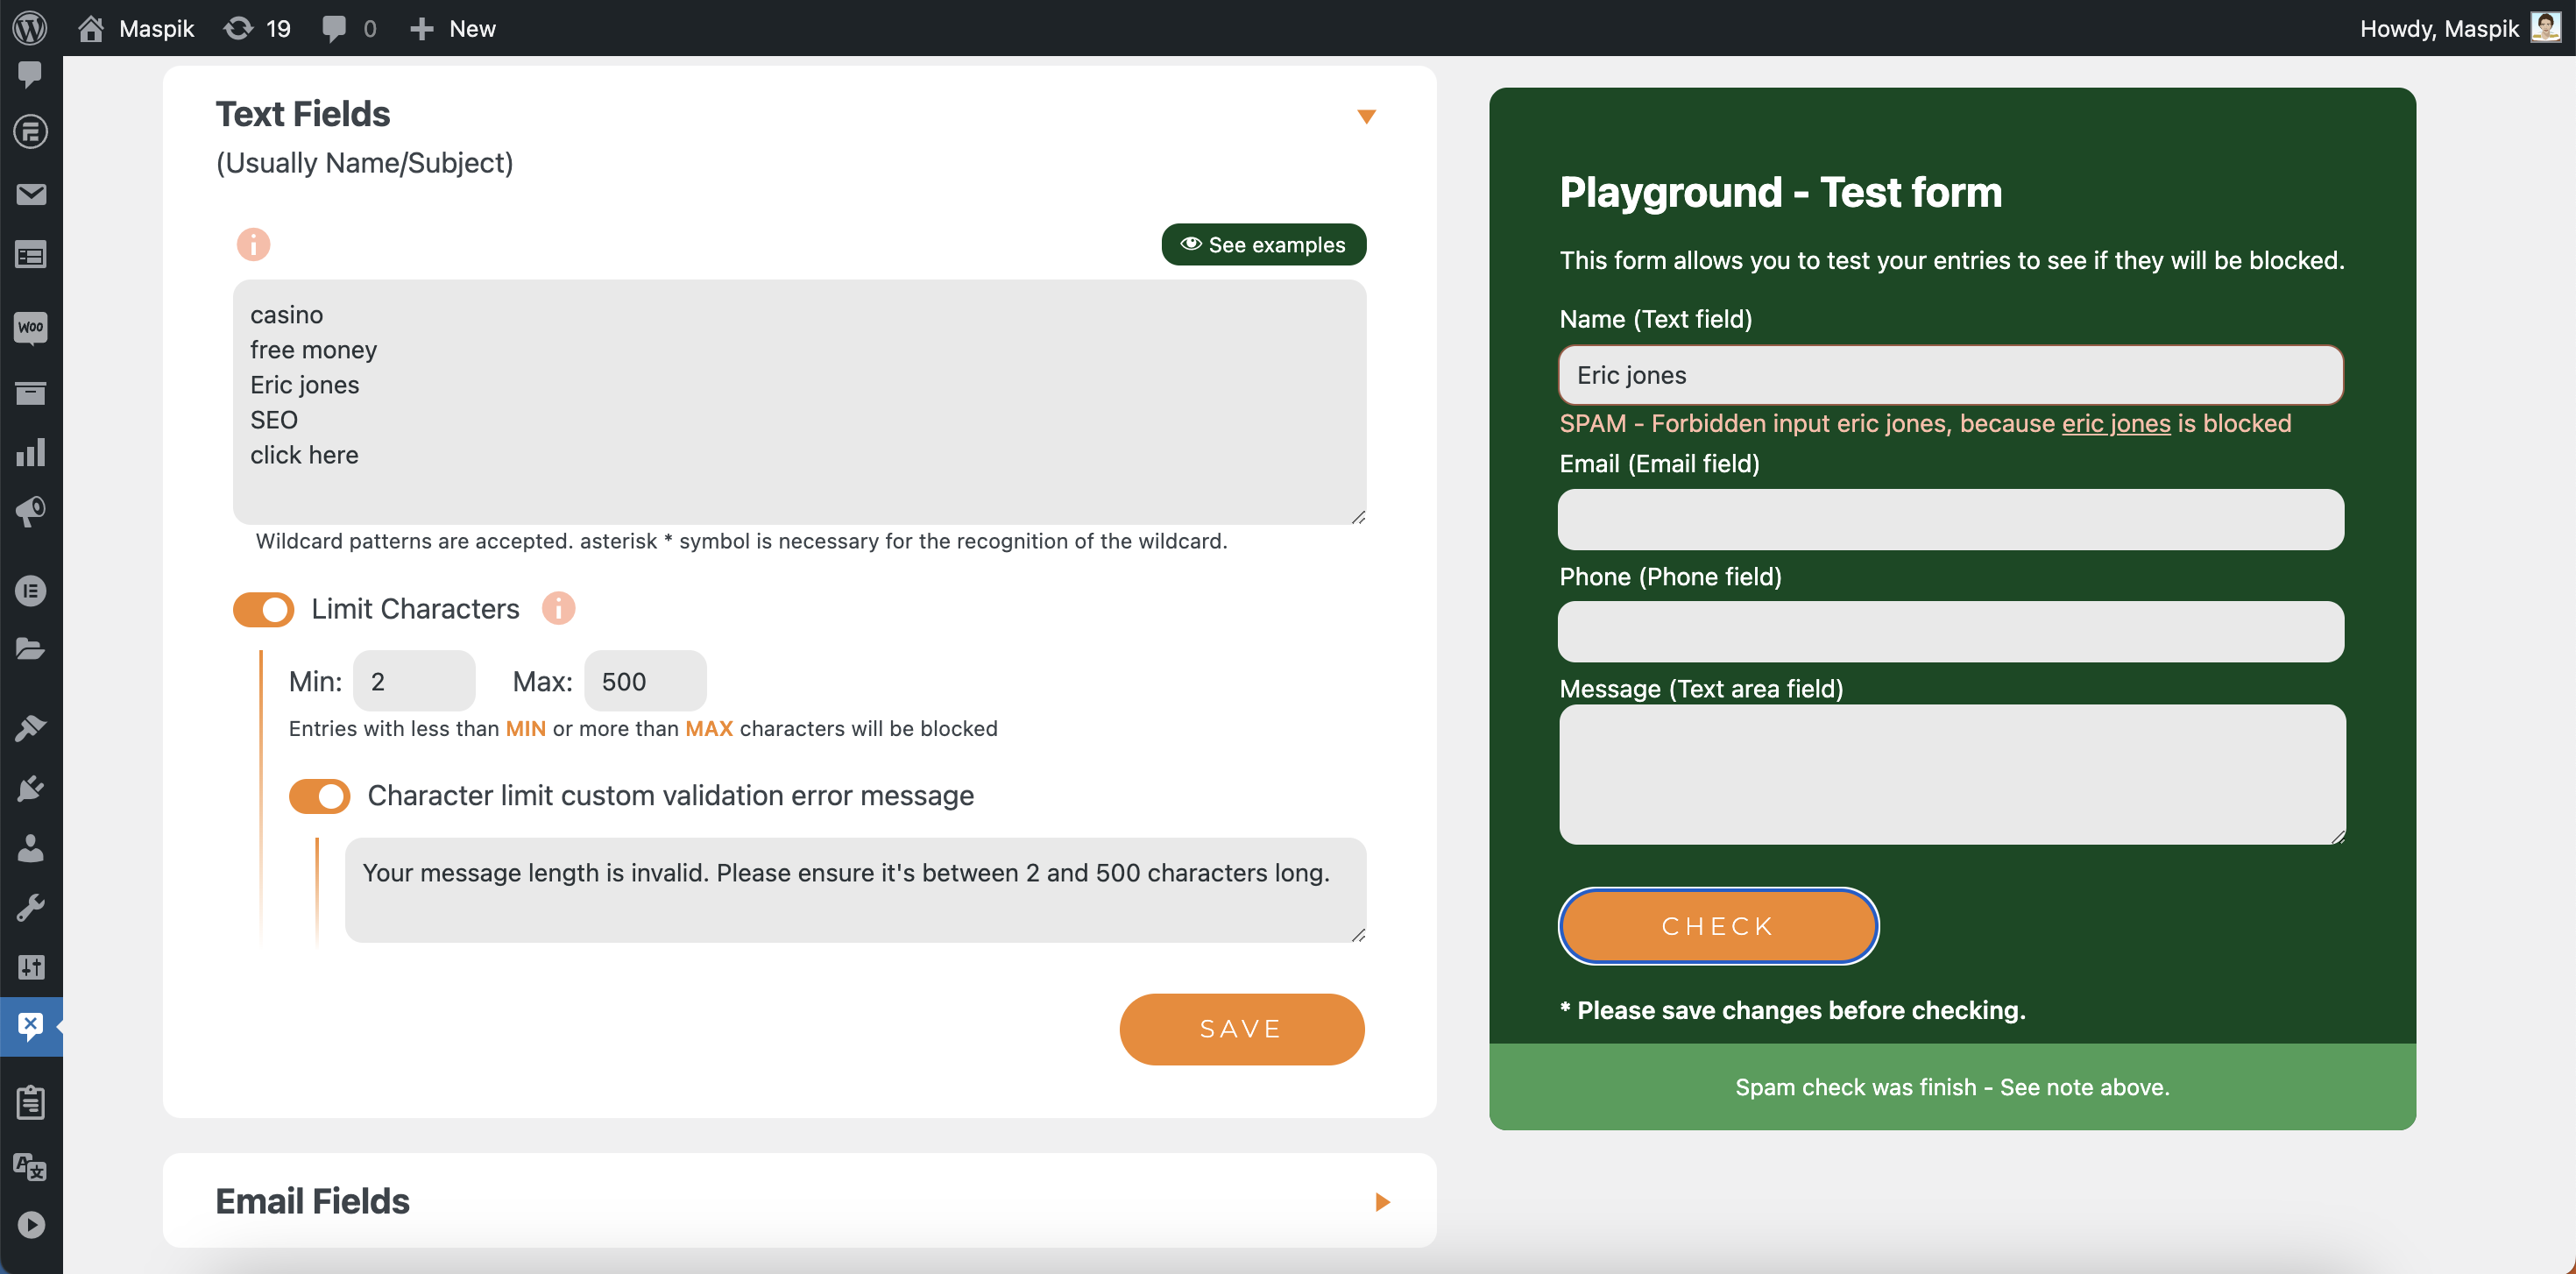 Maspik
19
0
New
Howdy, Maspik
Woo
Text Fields
(Usually Name/Subject)
See examples
casino
free money
Eric jones
SEO
click here
Wildcard patterns are accepted. asterisk * symbol is necessary for the recognition of the wildcard.
Limit Characters
Min: 2 Max: 500
Entries with less than MIN or more than MAX characters will be blocked
Character limit custom validation error message
Your message length is invalid. Please ensure it's between 2 and 500 characters long.
SAVE
Email Fields
Playground - Test form
This form allows you to test your entries to see if they will be blocked.
Name (Text field)
Eric jones
SPAM - Forbidden input eric jones, because eric jones is blocked
Email (Email field)
Phone (Phone field)
Message (Text area field)
CHECK
* Please save changes before checking.
Spam check was finish - See note above.